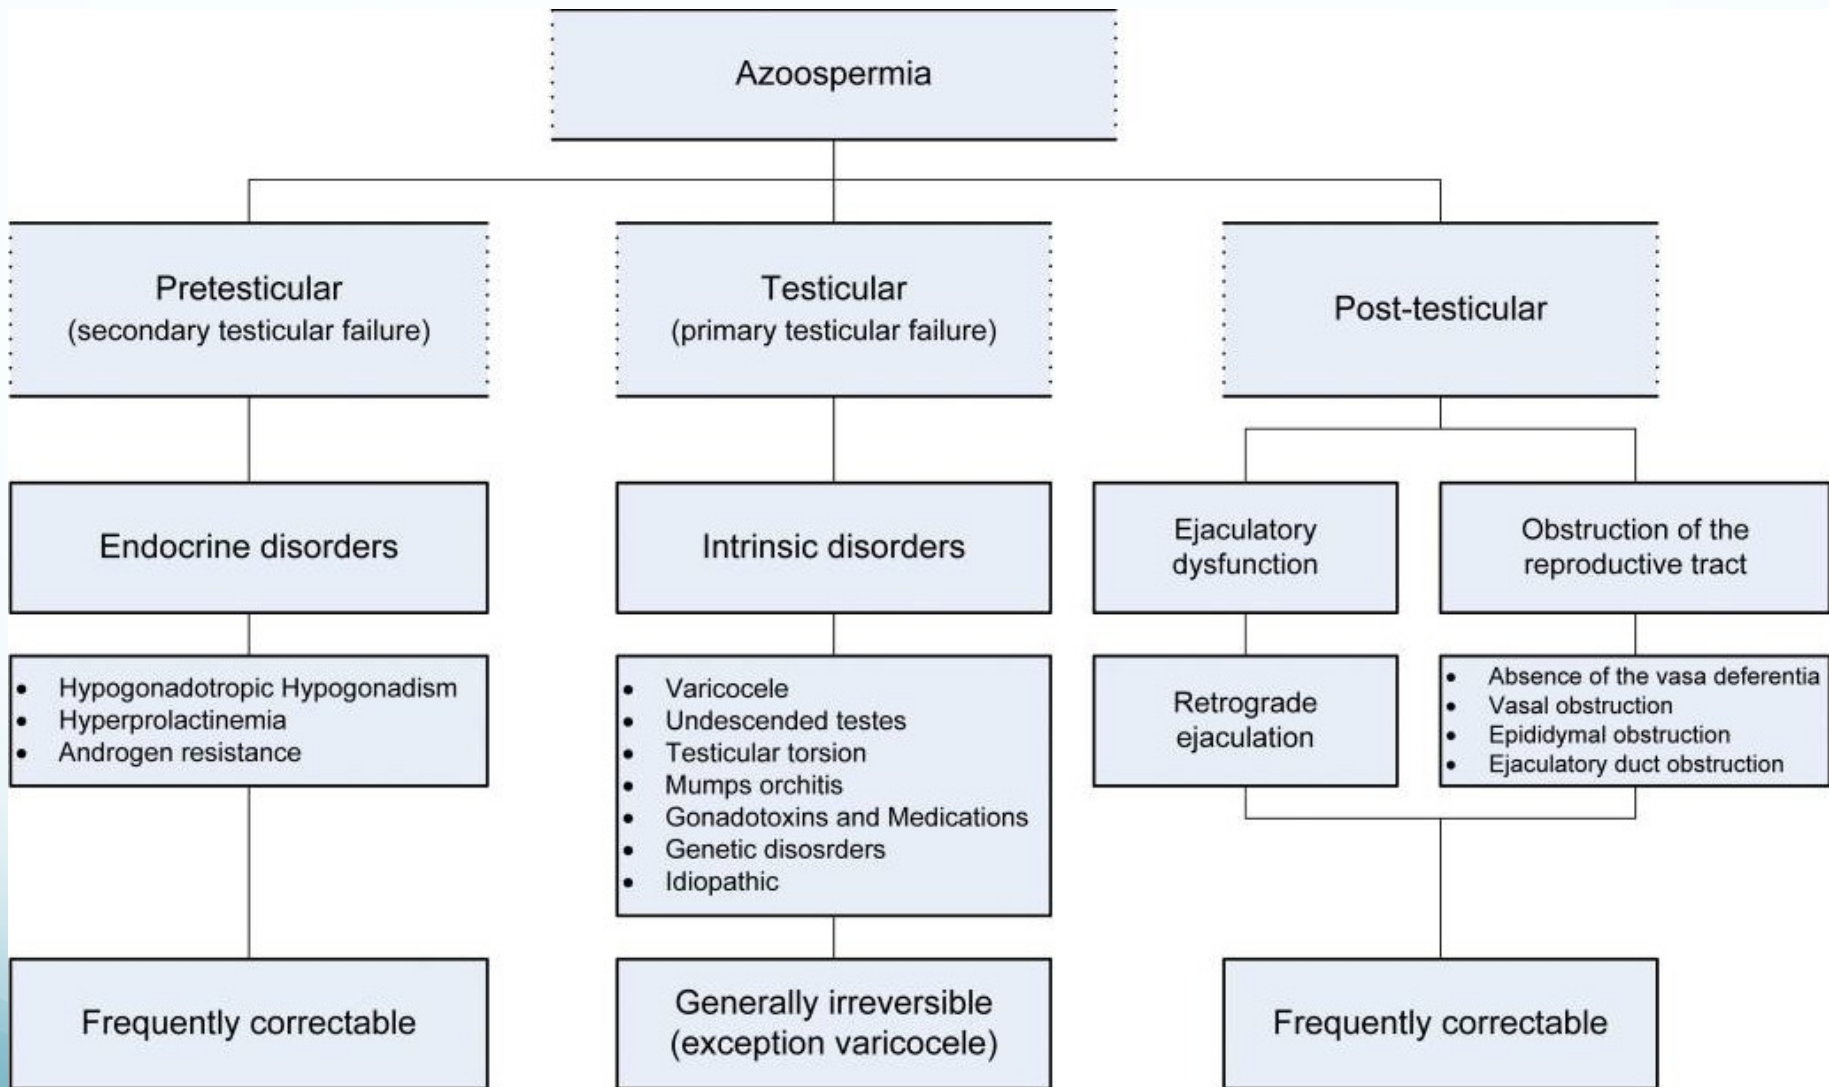 Azoospermia
Pretesticular
(secondary testicular failure)
Testicular
(primary testicular failure)
Post-testicular
Endocrine disorders
Intrinsic disorders
Ejaculatory
dysfunction
Obstruction of the
reproductive tract
• Hypogonadotropic Hypogonadism
• Hyperprolactinemia
• Androgen resistance
• Varicocele
• Undescended testes
• Testicular torsion
• Mumps orchitis
• Gonadotoxins and Medications
• Genetic disosrders
• Idiopathic
Retrograde
ejaculation
• Absence of the vasa deferentia
• Vasal obstruction
• Epididymal obstruction
• Ejaculatory duct obstruction
Frequently correctable
Generally irreversible
(exception varicocele)
Frequently correctable